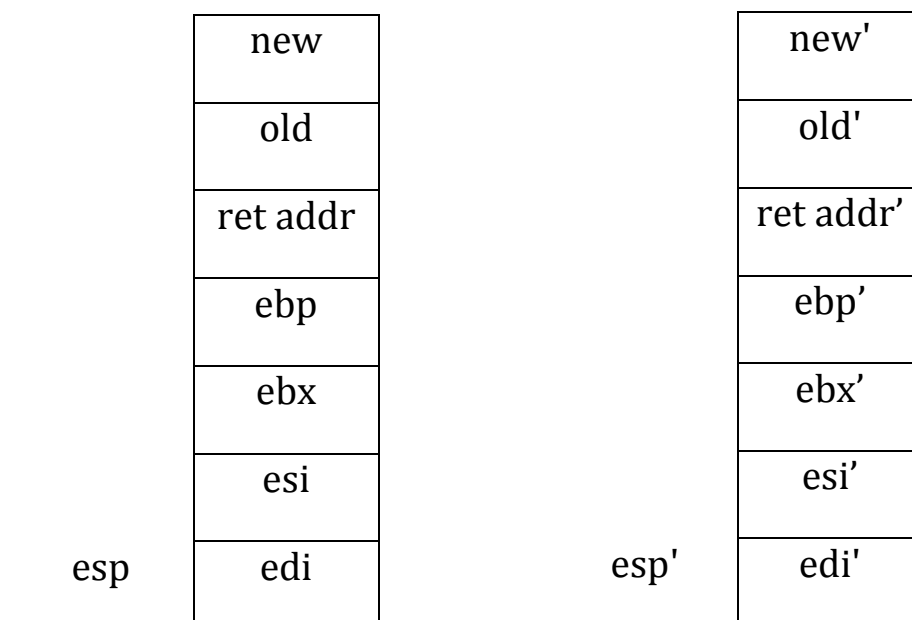 new
old
ret addr
ebp
ebx
esi
esp edi
new'
old'
ret addr’
ebp’
ebx’
esi’
esp' edi'